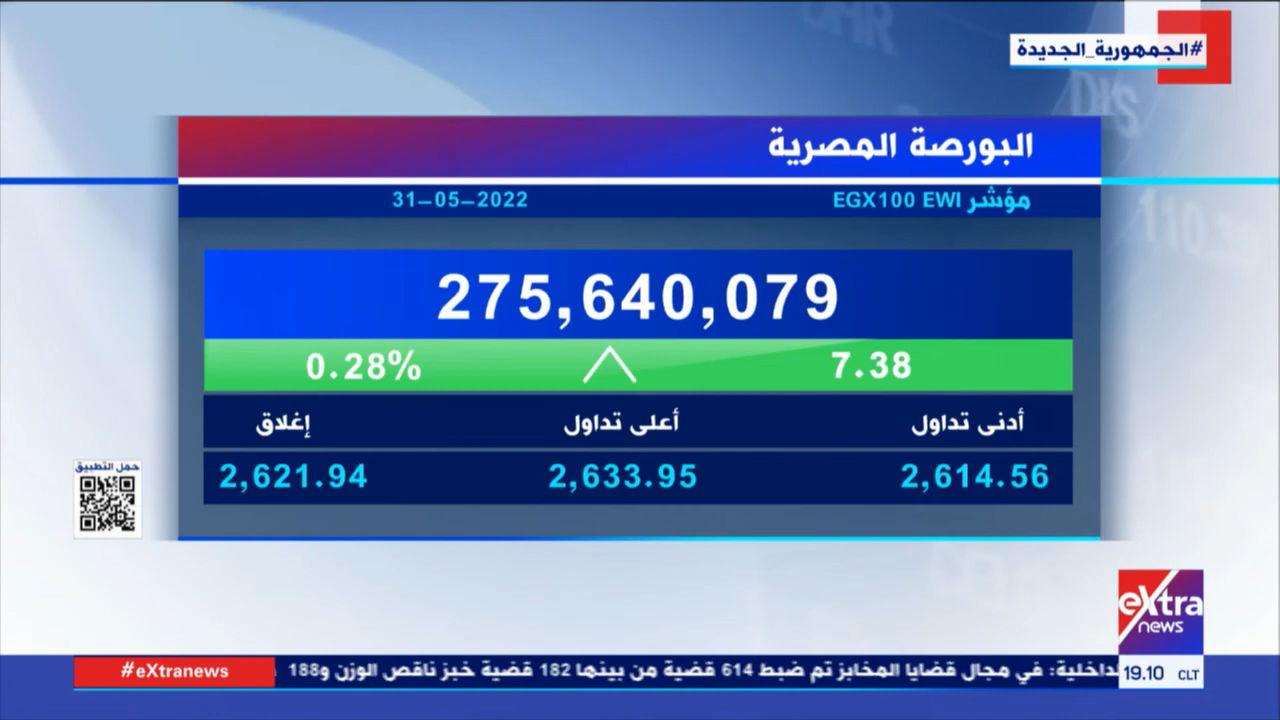 #الجمهورية_الجديدة
البورصة المصرية
مؤشر EGX100 EWI 31-05-2022
275,640,079
7.38 0.28%
أدنى تداول أعلى تداول إغلاق
2,614.56 2,633.95 2,621.94
حمل التطبيق
eXtra
news
الداخلية: في مجال قضايا المخابز تم ضبط 614 قضية من بينها 182 قضية خبز ناقص الوزن و188
#eXtranews
19.10 CLT